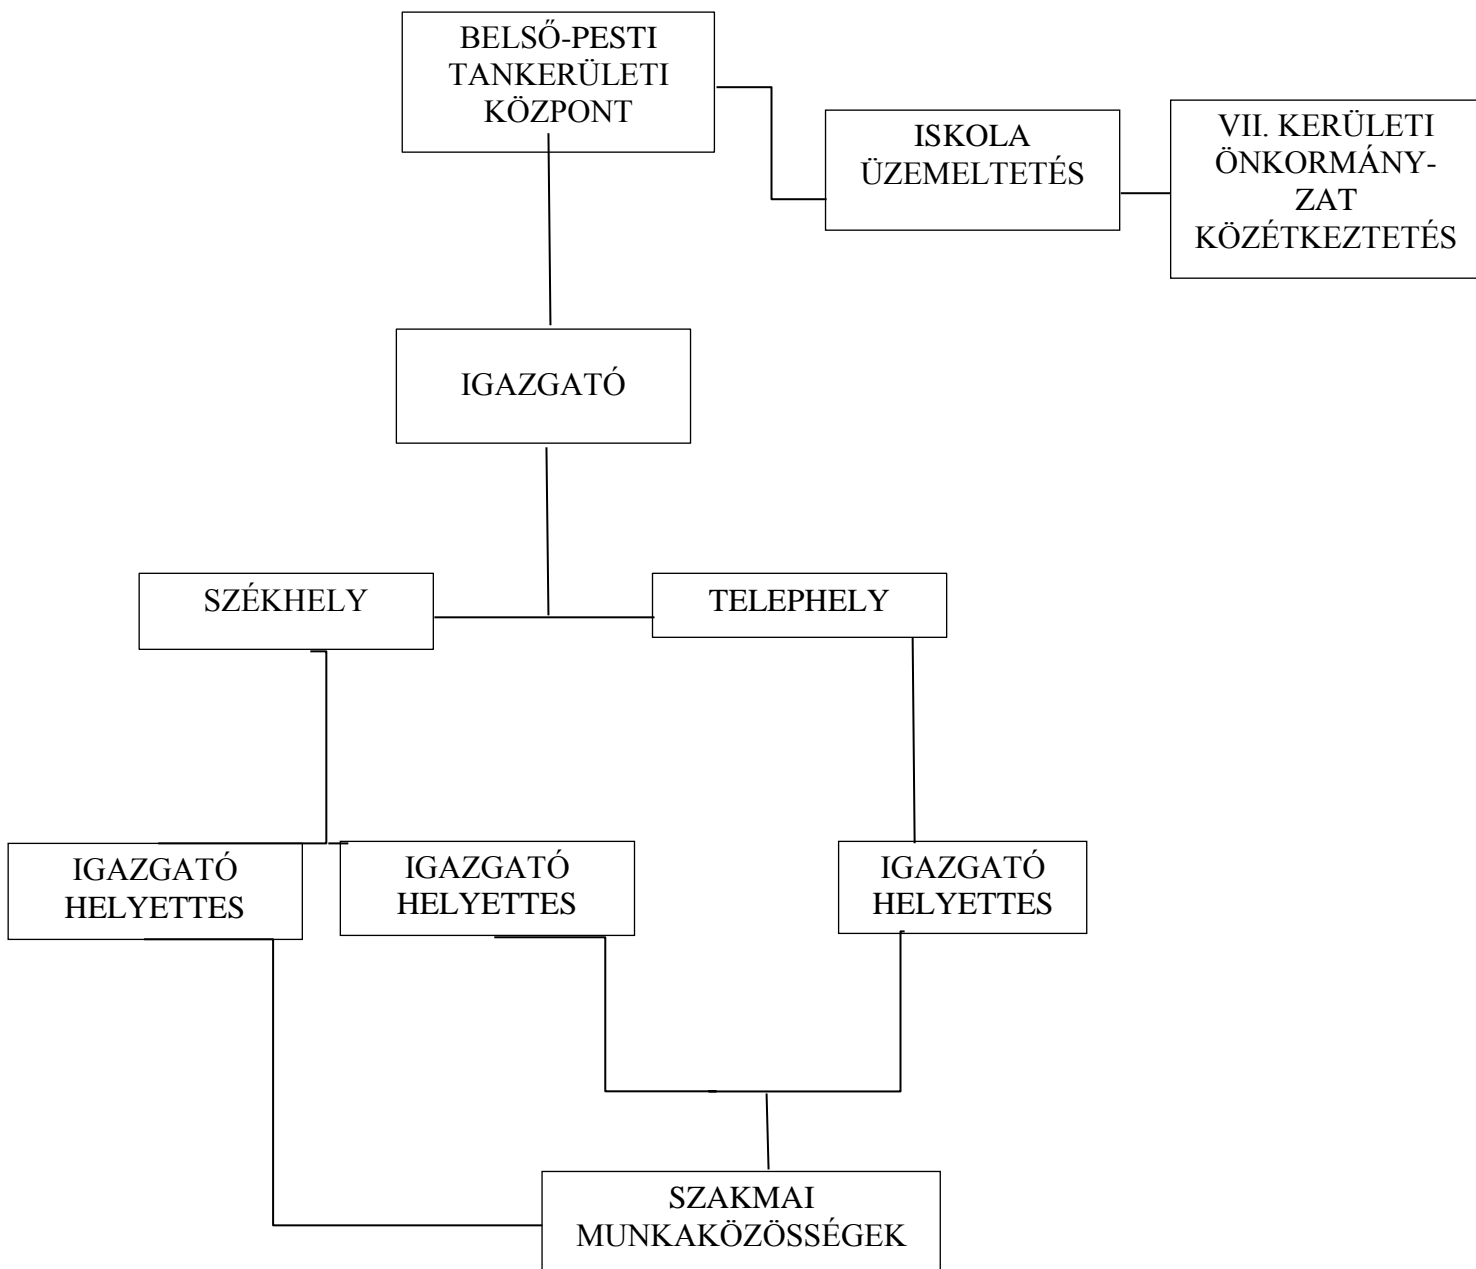 BELSŐ-PESTI
TANKERÜLETI
KÖZPONT
ISKOLA
ÜZEMELTETÉS
VII. KERÜLETI
ÖNKORMÁNY-
ZAT
KÖZÉTKEZTETÉS
IGAZGATÓ
SZÉKHELY
TELEPHELY
IGAZGATÓ
HELYETTES
IGAZGATÓ
HELYETTES
IGAZGATÓ
HELYETTES
SZAKMAI
MUNKAKÖZÖSSÉGEK